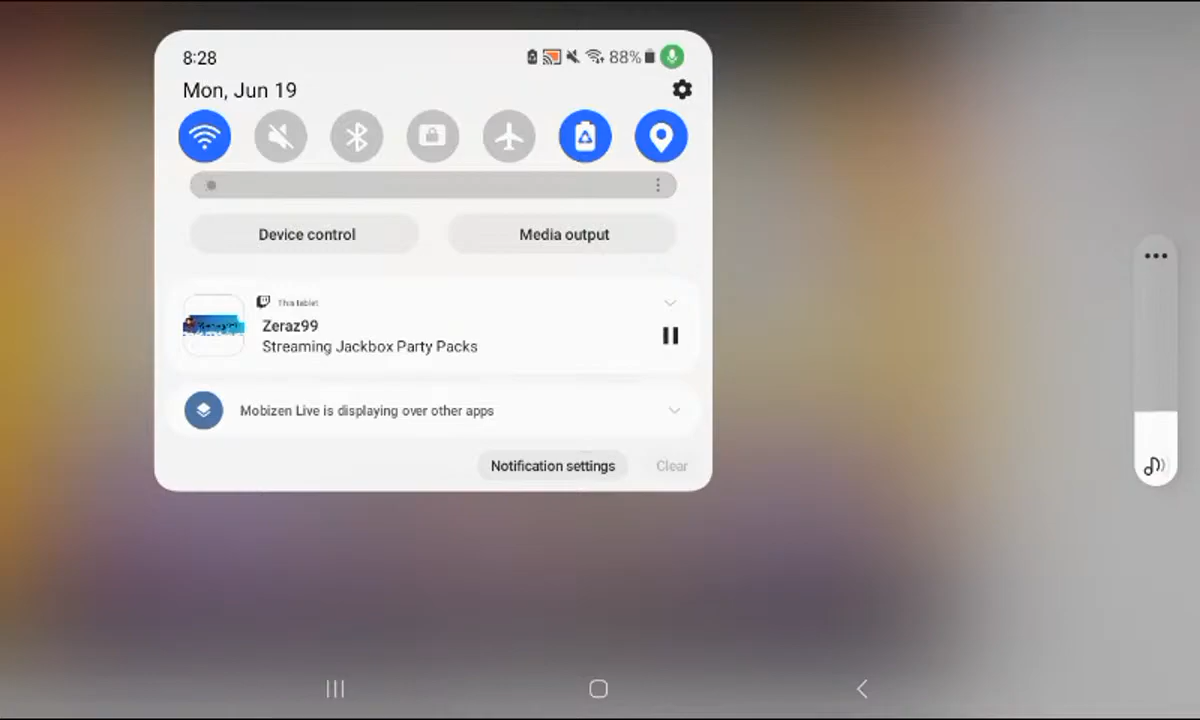 8:28
88%
Mon, Jun 19
Device control
Media output
This tablet
Zeraz99
Streaming Jackbox Party Packs
Mobizen Live is displaying over other apps
Notification settings
Clear